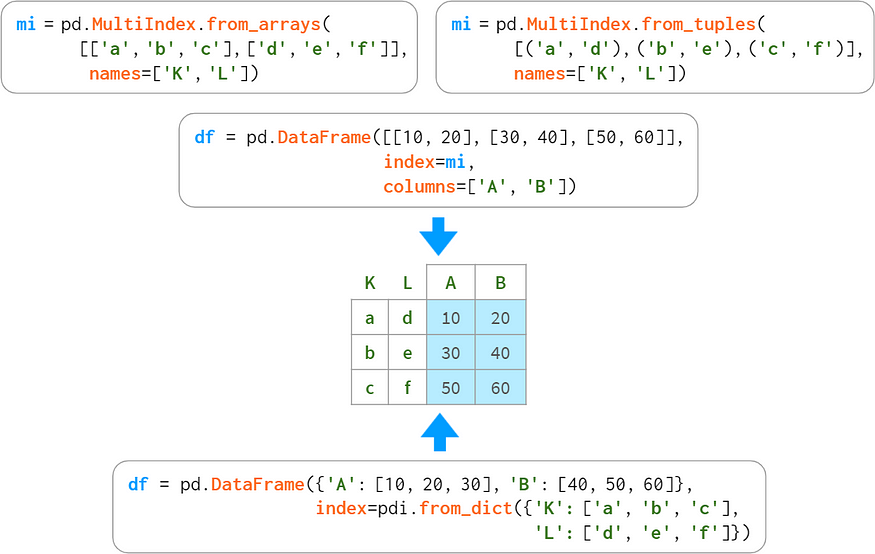 mi = pd.MultiIndex.from_arrays(
[['a', 'b', 'c'], ['d', 'e', 'f']],
names=['K', 'L'])
mi = pd.MultiIndex.from_tuples(
[('a', 'd'), ('b', 'e'), ('c', 'f')],
names=['K', 'L'])
df = pd.DataFrame([[10, 20], [30, 40], [50, 60]],
index=mi,
columns=['A', 'B'])
K L A B
a d 10 20
b e 30 40
c f 50 60
df = pd.DataFrame({'A': [10, 20, 30], 'B': [40, 50, 60]},
index=pdi.from_dict({'K': ['a', 'b', 'c'],
'L': ['d', 'e', 'f']})